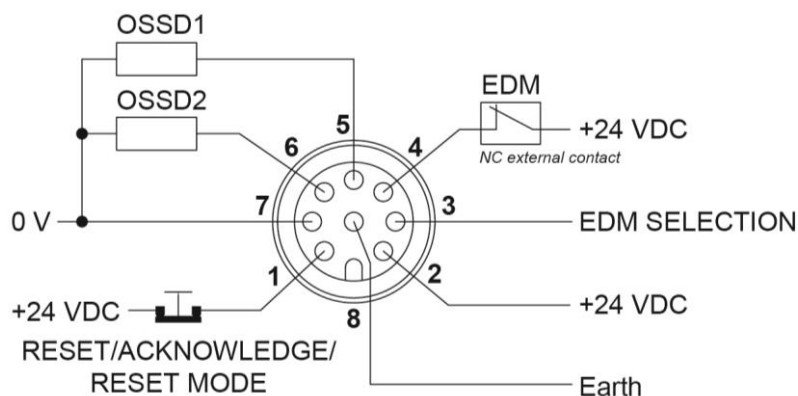 OSSD1
OSSD2
EDM
+24 VDC
NC external contact
5
6
4
7
3
0 V
EDM SELECTION
1
2
+24 VDC
+24 VDC
8
RESET/ACKNOWLEDGE/
RESET MODE
Earth